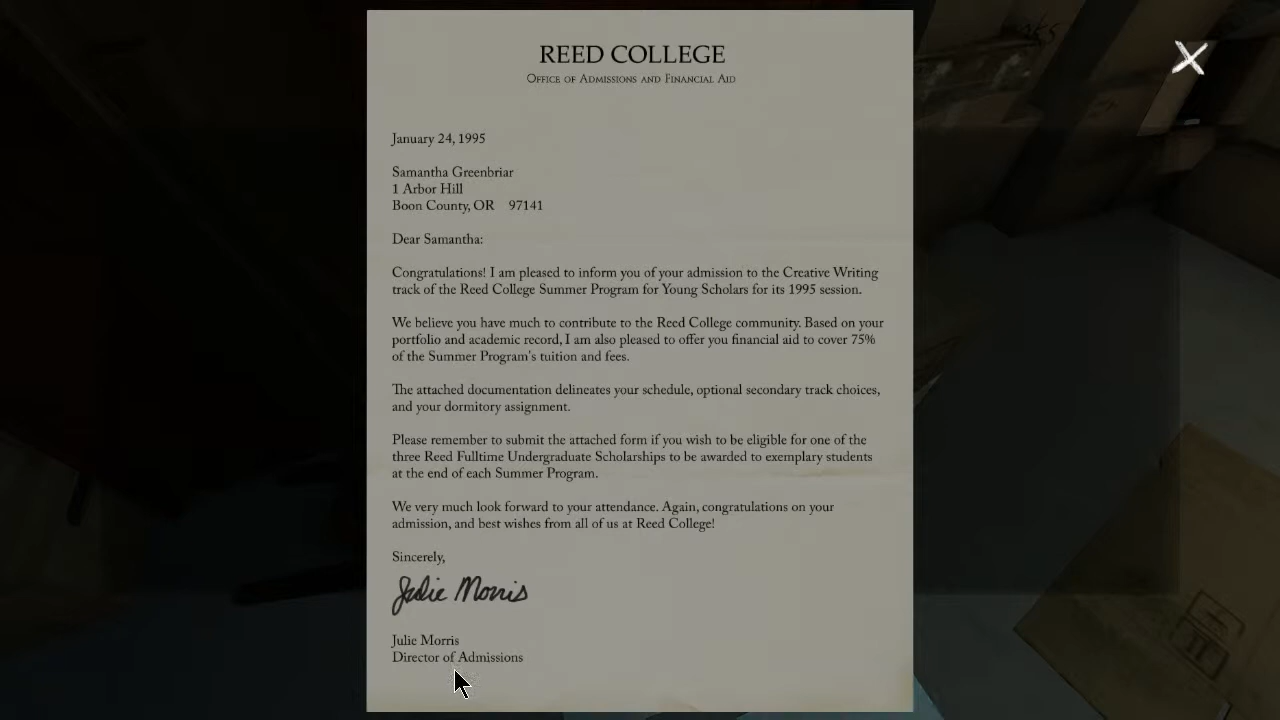 REED COLLEGE
Office of Admissions and Financial Aid
January 24, 1995
Samantha Greenbriar
1 Arbor Hill
Boon County, OR 97141
Dear Samantha:
Congratulations! I am pleased to inform you of your admission to the Creative Writing
track of the Reed College Summer Program for Young Scholars for its 1995 session.
We believe you have much to contribute to the Reed College community. Based on your
portfolio and academic record, I am also pleased to offer you financial aid to cover 75%
of the Summer Program's tuition and fees.
The attached documentation delineates your schedule, optional secondary track choices,
and your dormitory assignment.
Please remember to submit the attached form if you wish to be eligible for one of the
three Reed Fulltime Undergraduate Scholarships to be awarded to exemplary students
at the end of each Summer Program.
We very much look forward to your attendance. Again, congratulations on your
admission, and best wishes from all of us at Reed College!
Sincerely,
Julie Morris
Julie Morris
Director of Admissions